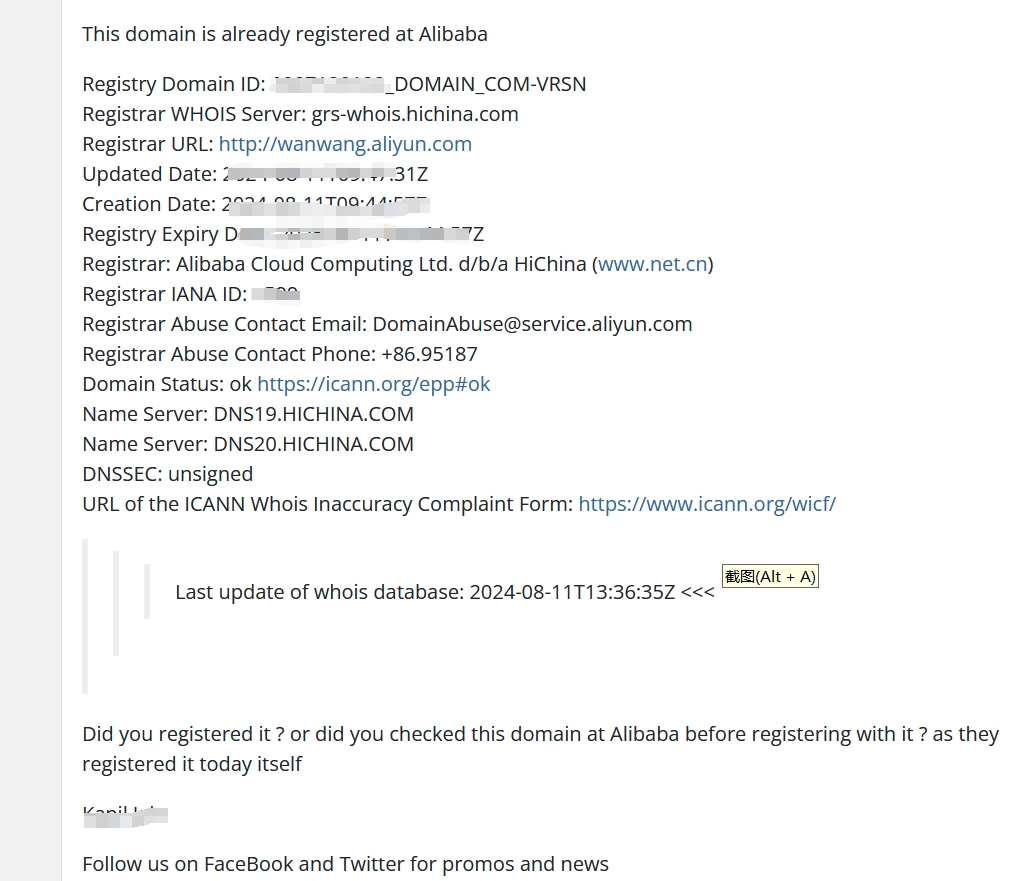 This domain is already registered at Alibaba
Registry Domain ID: _DOMAIN_COM-VRSN
Registrar WHOIS Server: grs-whois.hichina.com
Registrar URL: http://wanwang.aliyun.com
Updated Date:
Creation Date:
Registry Expiry
Registrar: Alibaba Cloud Computing Ltd. d/b/a HiChina (www.net.cn)
Registrar IANA ID:
Registrar Abuse Contact Email: DomainAbuse@service.aliyun.com
Registrar Abuse Contact Phone: +86.95187
Domain Status: ok https://icann.org/epp#ok
Name Server: DNS19.HICHINA.COM
Name Server: DNS20.HICHINA.COM
DNSSEC: unsigned
URL of the ICANN Whois Inaccuracy Complaint Form: https://www.icann.org/wicf/
截图(Alt + A)
Last update of whois database: 2024-08-11T13:36:35Z <<<
Did you registered it ? or did you checked this domain at Alibaba before registering with it ? as they
registered it today itself
Follow us on FaceBook and Twitter for promos and news